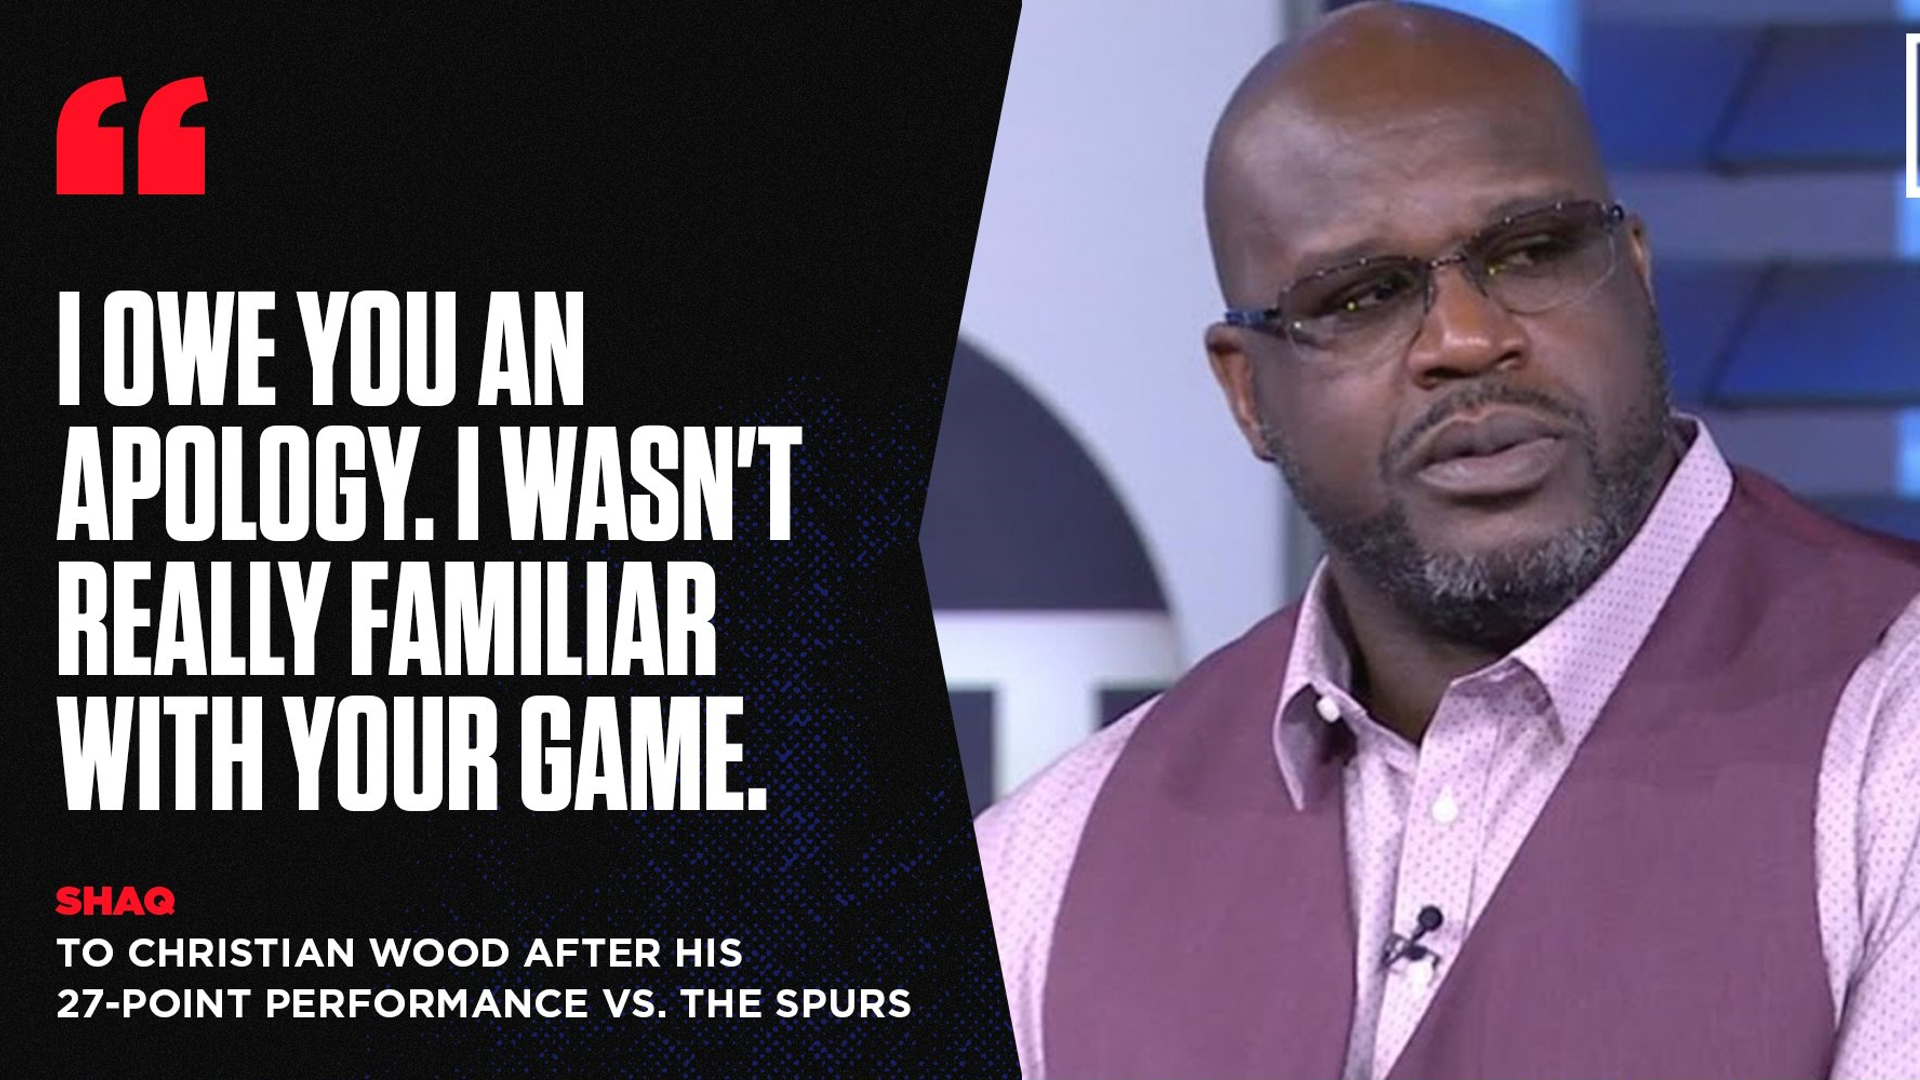 I OWE YOU AN
APOLOGY. I WASN'T
REALLY FAMILIAR
WITH YOUR GAME.
SHAQ
TO CHRISTIAN WOOD AFTER HIS
27-POINT PERFORMANCE VS. THE SPURS